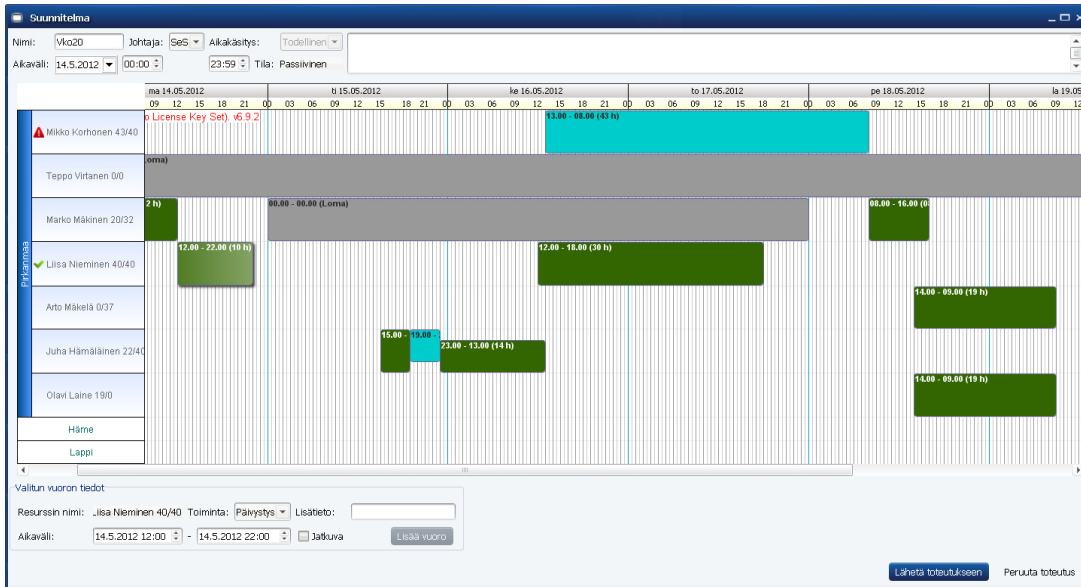 Suunnitelma
Nimi: Vko20 Johtaja: SeS Aikakäsitys: Todellinen
Aikaväli: 14.5.2012 00:00 23:59 Tila: Passiivinen
ma 14.05.2012 ti 15.05.2012 ke 16.05.2012 to 17.05.2012 pe 18.05.2012 la 19.05
09 12 15 18 21 00 03 06 09 12 15 18 21 00 03 06 09 12 15 18 21 00 03 06 09 12 15 18 21 00 03 06 09 12 15 18 21 00 03 06 09 12
o License Key Set). v6.9.2 13.00 - 08.00 (43 h)
Mikko Korhonen 43/40
Loma)
Teppo Virtanen 0/0
2 h) 00.00 - 00.00 (Loma) 08.00 - 16.00 (08
Marko Mäkinen 20/32
Pirkanmaa
12.00 - 22.00 (10 h) 12.00 - 18.00 (30 h)
Liisa Nieminen 40/40
14.00 - 09.00 (19 h)
Arto Mäkelä 0/37
15.00 - 19.00 -
23.00 - 13.00 (14 h)
Juha Hämäläinen 22/40
14.00 - 09.00 (19 h)
Olavi Laine 19/0
Häme
Lappi
Valitun vuoron tiedot
Resurssin nimi: iisa Nieminen 40/40 Toiminta: Päivystys Lisätieto:
Aikaväli: 14.5.2012 12:00 - 14.5.2012 22:00 Jatkuva Lisää vuoro
Lähetä toteutukseen Peruuta toteutus